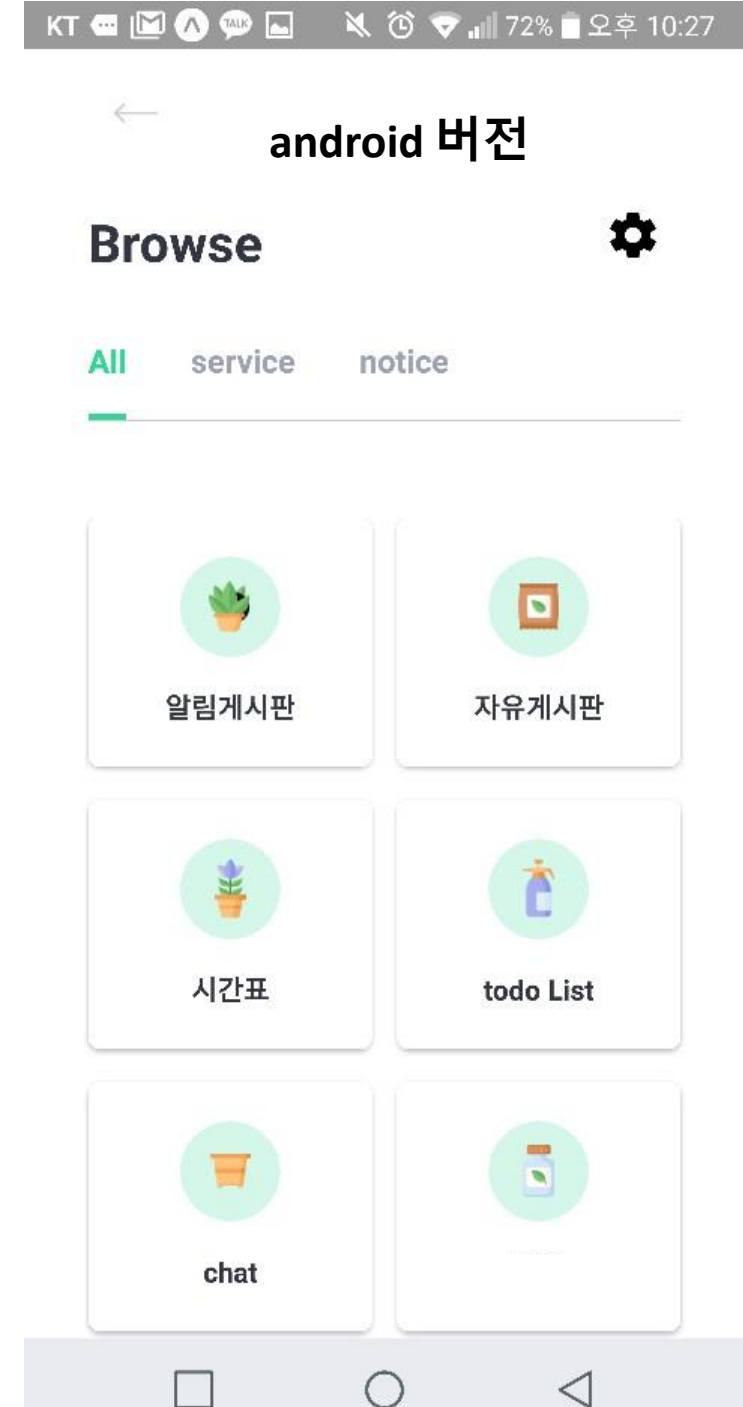 KT TALK 72% 오후 10:27
android 버전
Browse
All service notice
알림게시판 자유게시판
시간표 todo List
chat